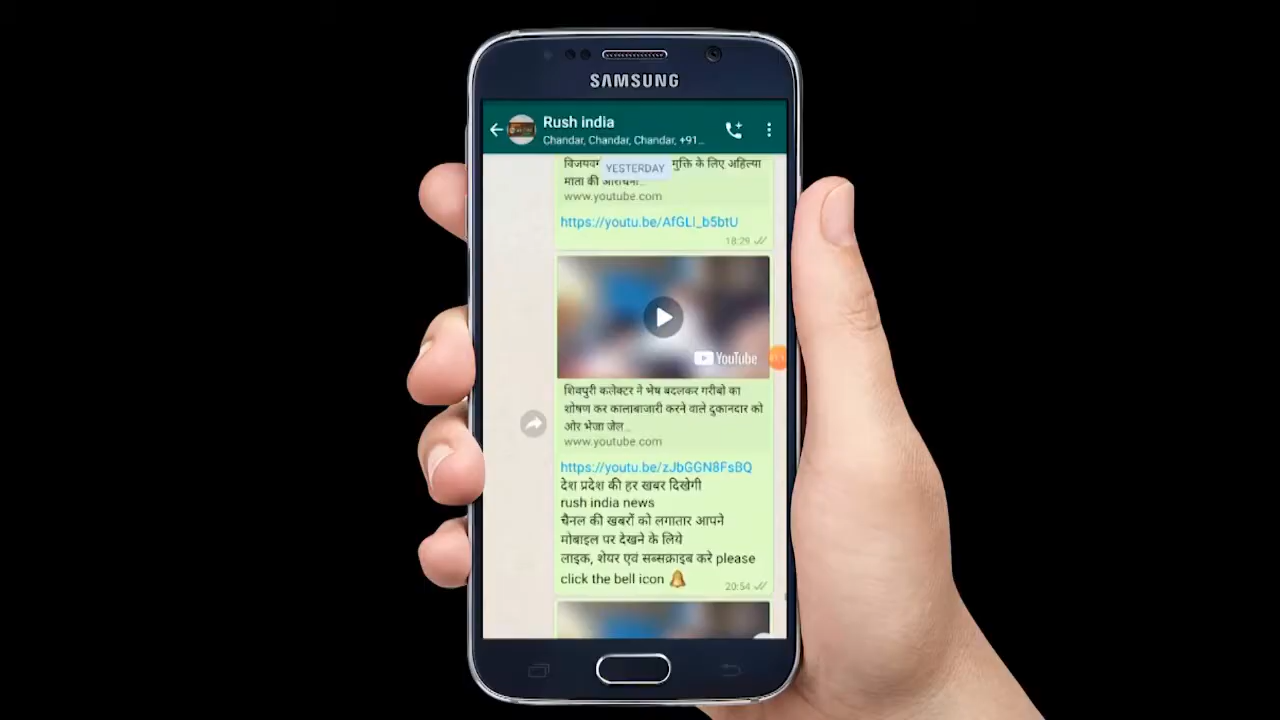 SAMSUNG
Rush india
Chandar, Chandar, Chandar, +91...
YESTERDAY
मुक्ति के लिए अहिल्या
माता की
www.youtube.com
https://youtu.be/AfGLl_b5btU
18:29
YouTube
शिवपुरी कलेक्टर ने भेष बदलकर गरीबो का
शोषण कर कालाबाजारी करने वाले दुकानदार को
ओर भेजा जेल...
www.youtube.com
https://youtu.be/zJbGGN8FsBQ
देश प्रदेश की हर खबर दिखेगी
rush india news
चैनल की खबरों को लगातार आपने
मोबाइल पर देखने के लिये
लाइक, शेयर एवं सब्सक्राइब करे please
click the bell icon 🔔
20:54